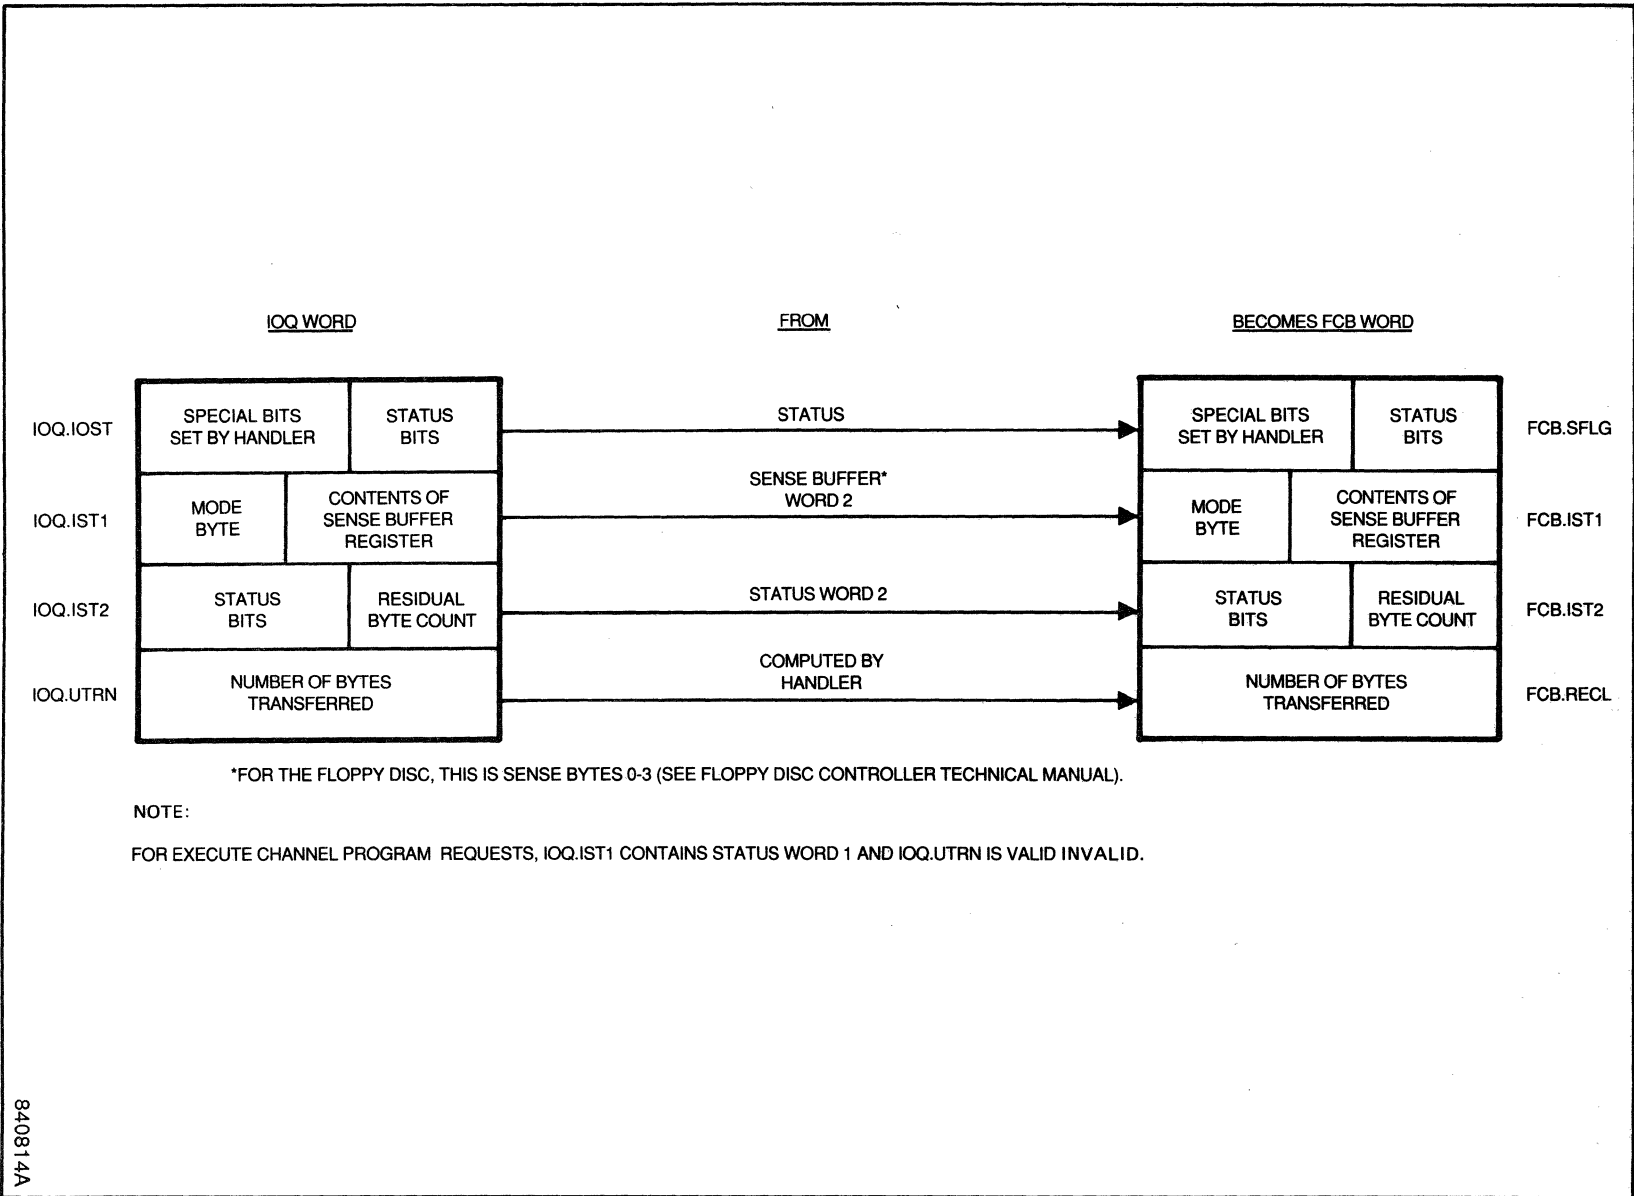 IOQ WORD
FROM
BECOMES FCB WORD
IOQ.IOST
SPECIAL BITS
SET BY HANDLER
STATUS
BITS
STATUS
SPECIAL BITS
SET BY HANDLER
STATUS
BITS
FCB.SFLG
IOQ.IST1
MODE
BYTE
CONTENTS OF
SENSE BUFFER
REGISTER
SENSE BUFFER*
WORD 2
MODE
BYTE
CONTENTS OF
SENSE BUFFER
REGISTER
FCB.IST1
IOQ.IST2
STATUS
BITS
RESIDUAL
BYTE COUNT
STATUS WORD 2
STATUS
BITS
RESIDUAL
BYTE COUNT
FCB.IST2
IOQ.UTRN
NUMBER OF BYTES
TRANSFERRED
COMPUTED BY
HANDLER
NUMBER OF BYTES
TRANSFERRED
FCB.RECL
*FOR THE FLOPPY DISC, THIS IS SENSE BYTES 0-3 (SEE FLOPPY DISC CONTROLLER TECHNICAL MANUAL).
NOTE:
FOR EXECUTE CHANNEL PROGRAM REQUESTS, IOQ.IST1 CONTAINS STATUS WORD 1 AND IOQ.UTRN IS VALID INVALID.
840814A